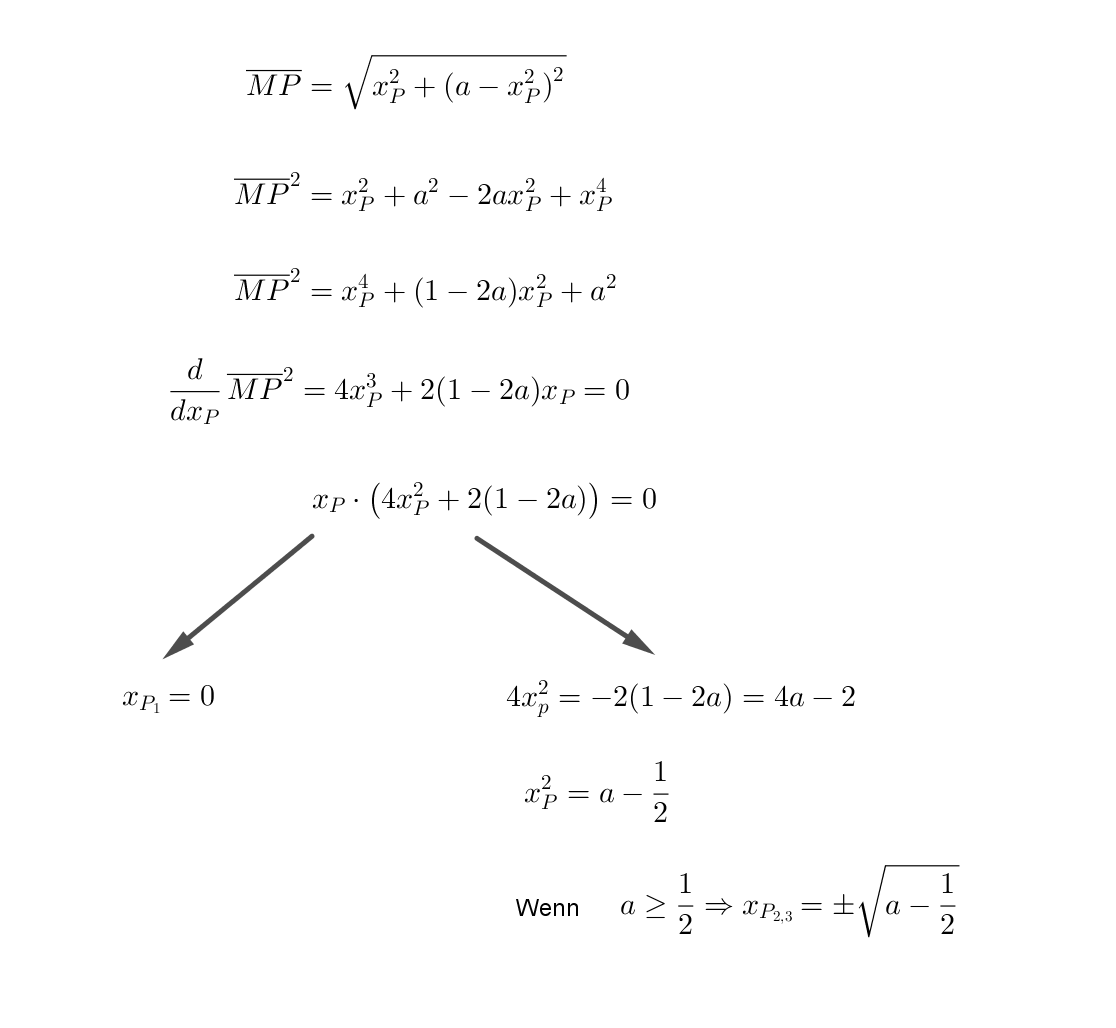 $\overline{MP} = \sqrt{x_P^2 + (a - x_P^2)^2}$
$\overline{MP}^2 = x_P^2 + a^2 - 2ax_P^2 + x_P^4$
$\overline{MP}^2 = x_P^4 + (1 - 2a)x_P^2 + a^2$
$\frac{d}{dx_P}\overline{MP}^2 = 4x_P^3 + 2(1 - 2a)x_P = 0$
$x_P \cdot \left(4x_P^2 + 2(1 - 2a)\right) = 0$
$x_{P_1} = 0$
$4x_p^2 = -2(1 - 2a) = 4a - 2$
$x_P^2 = a - \frac{1}{2}$
Wenn $a \geq \frac{1}{2} \Rightarrow x_{P_{2,3}} = \pm\sqrt{a - \frac{1}{2}}$